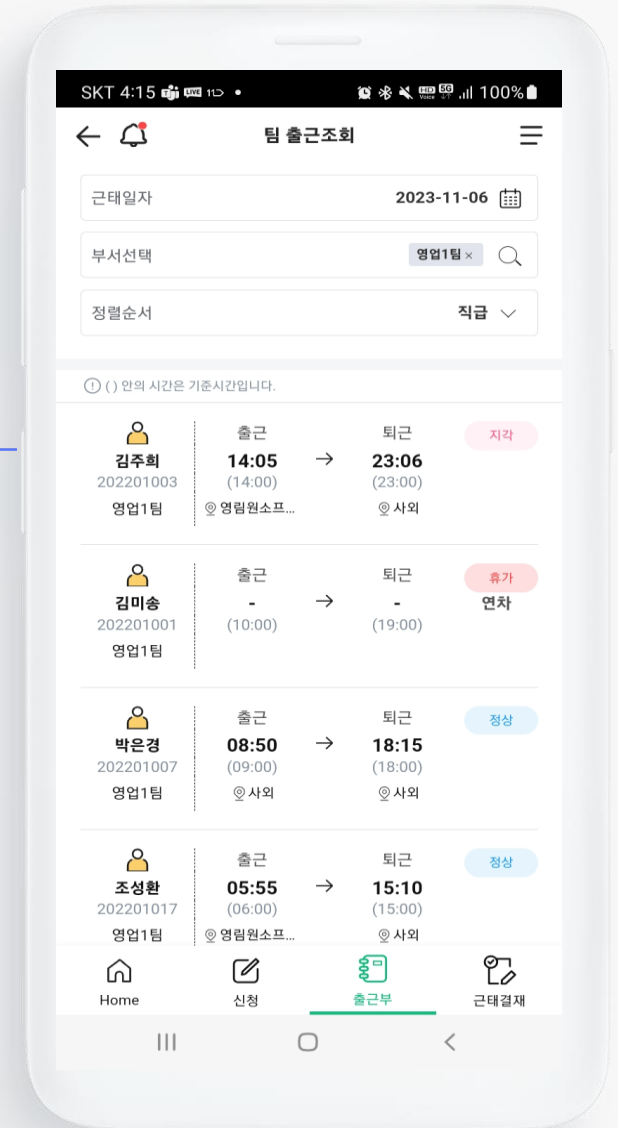 SKT 4:15 LIVE 11 • HD Voice 5G 100%
팀 출근조회
근태일자 2023-11-06
부서선택 영업1팀 ×
정렬순서 직급
( ) 안의 시간은 기준시간입니다.
출근 퇴근 지각
김주희 14:05 → 23:06
202201003 (14:00) (23:00)
영업1팀 영림원소프... 사외
출근 퇴근 휴가
김미송 - → - 연차
202201001 (10:00) (19:00)
영업1팀
출근 퇴근 정상
박은경 08:50 → 18:15
202201007 (09:00) (18:00)
영업1팀 사외 사외
출근 퇴근 정상
조성환 05:55 → 15:10
202201017 (06:00) (15:00)
영업1팀 영림원소프... 사외
Home 신청 출근부 근태결재